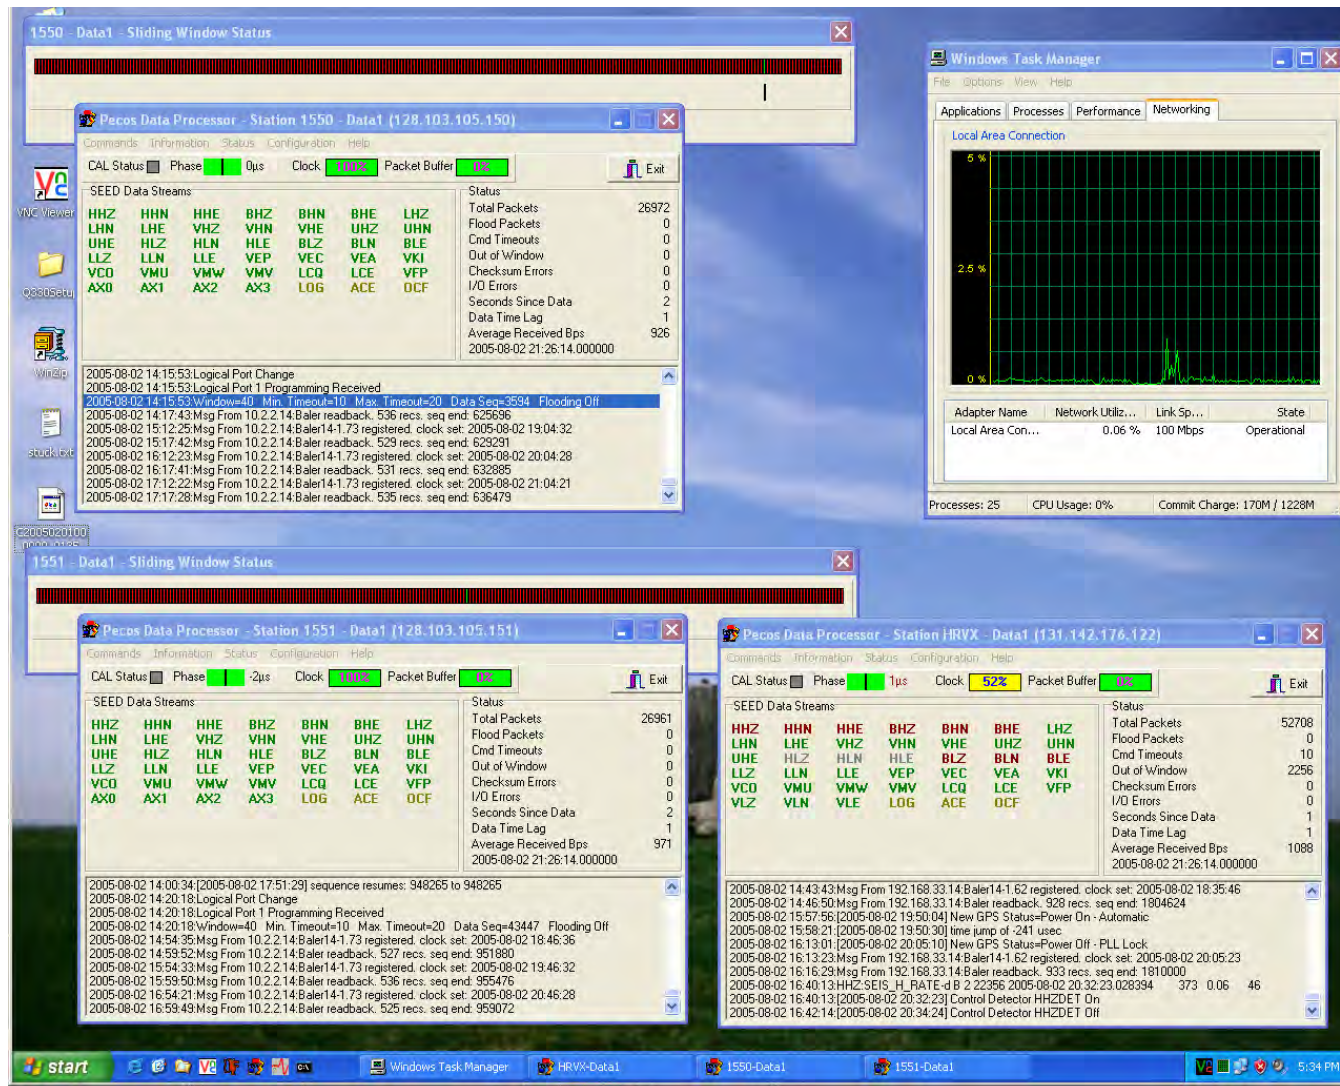 1550 - Data1 - Sliding Window Status
Pecos Data Processor - Station 1550 - Data1 (128.103.105.150)
Commands Information Status Configuration Help
CAL Status Phase 0µs Clock 100% Packet Buffer 0% Exit
SEED Data Streams
HHZ HHN HHE BHZ BHN BHE LHZ
LHN LHE VHZ VHN VHE UHZ UHN
UHE HLZ HLN HLE BLZ BLN BLE
LLZ LLN LLE VEP VEC VEA VKI
VCO VMU VMW VMV LCQ LCE VFP
AX0 AX1 AX2 AX3 LOG ACE OCF
Status
Total Packets 26972
Flood Packets 0
Cmd Timeouts 0
Out of Window 0
Checksum Errors 0
I/O Errors 0
Seconds Since Data 2
Data Time Lag 1
Average Received Bps 926
2005-08-02 21:26:14.000000
2005-08-02 14:15:53:Logical Port Change
2005-08-02 14:15:53:Logical Port 1 Programming Received
2005-08-02 14:15:53:Window=40 Min. Timeout=10 Max. Timeout=20 Data Seq=3594 Flooding Off
2005-08-02 14:17:43:Msg From 10.2.2.14:Baler readback. 536 recs. seq end: 625696
2005-08-02 15:12:25:Msg From 10.2.2.14:Baler14-1.73 registered. clock set: 2005-08-02 19:04:32
2005-08-02 15:17:42:Msg From 10.2.2.14:Baler readback. 529 recs. seq end: 629291
2005-08-02 16:12:23:Msg From 10.2.2.14:Baler14-1.73 registered. clock set: 2005-08-02 20:04:28
2005-08-02 16:17:41:Msg From 10.2.2.14:Baler readback. 531 recs. seq end: 632885
2005-08-02 17:12:22:Msg From 10.2.2.14:Baler14-1.73 registered. clock set: 2005-08-02 21:04:21
2005-08-02 17:17:28:Msg From 10.2.2.14:Baler readback. 535 recs. seq end: 636479
VNC Viewer
Q330Setu
WinZip
stuck.txt
C2005020100
Windows Task Manager
File Options View Help
Applications Processes Performance Networking
Local Area Connection
5 %
2.5 %
0 %
Adapter Name Network Utiliz... Link Sp... State
Local Area Con... 0.06 % 100 Mbps Operational
Processes: 25 CPU Usage: 0% Commit Charge: 170M / 1228M
1551 - Data1 - Sliding Window Status
Pecos Data Processor - Station 1551 - Data1 (128.103.105.151)
Commands Information Status Configuration Help
CAL Status Phase -2µs Clock 100% Packet Buffer 0% Exit
SEED Data Streams
HHZ HHN HHE BHZ BHN BHE LHZ
LHN LHE VHZ VHN VHE UHZ UHN
UHE HLZ HLN HLE BLZ BLN BLE
LLZ LLN LLE VEP VEC VEA VKI
VCO VMU VMW VMV LCQ LCE VFP
AX0 AX1 AX2 AX3 LOG ACE OCF
Status
Total Packets 26961
Flood Packets 0
Cmd Timeouts 0
Out of Window 0
Checksum Errors 0
I/O Errors 0
Seconds Since Data 2
Data Time Lag 1
Average Received Bps 971
2005-08-02 21:26:14.000000
2005-08-02 14:00:34:[2005-08-02 17:51:29] sequence resumes: 948265 to 948265
2005-08-02 14:20:18:Logical Port Change
2005-08-02 14:20:18:Logical Port 1 Programming Received
2005-08-02 14:20:18:Window=40 Min. Timeout=10 Max. Timeout=20 Data Seq=43447 Flooding Off
2005-08-02 14:54:35:Msg From 10.2.2.14:Baler14-1.73 registered. clock set: 2005-08-02 18:46:36
2005-08-02 14:59:52:Msg From 10.2.2.14:Baler readback. 527 recs. seq end: 951880
2005-08-02 15:54:33:Msg From 10.2.2.14:Baler14-1.73 registered. clock set: 2005-08-02 19:46:32
2005-08-02 15:59:50:Msg From 10.2.2.14:Baler readback. 536 recs. seq end: 955476
2005-08-02 16:54:21:Msg From 10.2.2.14:Baler14-1.73 registered. clock set: 2005-08-02 20:46:28
2005-08-02 16:59:49:Msg From 10.2.2.14:Baler readback. 525 recs. seq end: 959072
Pecos Data Processor - Station HRVX - Data1 (131.142.176.122)
Commands Information Status Configuration Help
CAL Status Phase 1µs Clock 52% Packet Buffer 0% Exit
SEED Data Streams
HHZ HHN HHE BHZ BHN BHE LHZ
LHN LHE VHZ VHN VHE UHZ UHN
UHE HLZ HLN HLE BLZ BLN BLE
LLZ LLN LLE VEP VEC VEA VKI
VCO VMU VMW VMV LCQ LCE VFP
VLZ VLN VLE LOG ACE OCF
Status
Total Packets 52708
Flood Packets 0
Cmd Timeouts 10
Out of Window 2256
Checksum Errors 0
I/O Errors 0
Seconds Since Data 1
Data Time Lag 1
Average Received Bps 1088
2005-08-02 21:26:14.000000
2005-08-02 14:43:43:Msg From 192.168.33.14:Baler14-1.62 registered. clock set: 2005-08-02 18:35:46
2005-08-02 14:46:50:Msg From 192.168.33.14:Baler readback. 928 recs. seq end: 1804624
2005-08-02 15:57:56:[2005-08-02 19:50:04] New GPS Status=Power On - Automatic
2005-08-02 15:58:21:[2005-08-02 19:50:30] time jump of -241 usec
2005-08-02 16:13:01:[2005-08-02 20:05:10] New GPS Status=Power Off - PLL Lock
2005-08-02 16:13:23:Msg From 192.168.33.14:Baler14-1.62 registered. clock set: 2005-08-02 20:05:23
2005-08-02 16:16:29:Msg From 192.168.33.14:Baler readback. 933 recs. seq end: 1810000
2005-08-02 16:40:13:HHZ:SEIS_H_RATE-d B 2 22356 2005-08-02 20:32:23.028394 373 0.06 46
2005-08-02 16:40:13:[2005-08-02 20:32:23] Control Detector HHZDET On
2005-08-02 16:42:14:[2005-08-02 20:34:24] Control Detector HHZDET Off
start
Windows Task Manager
HRVX-Data1
1550-Data1
1551-Data1
5:34 PM